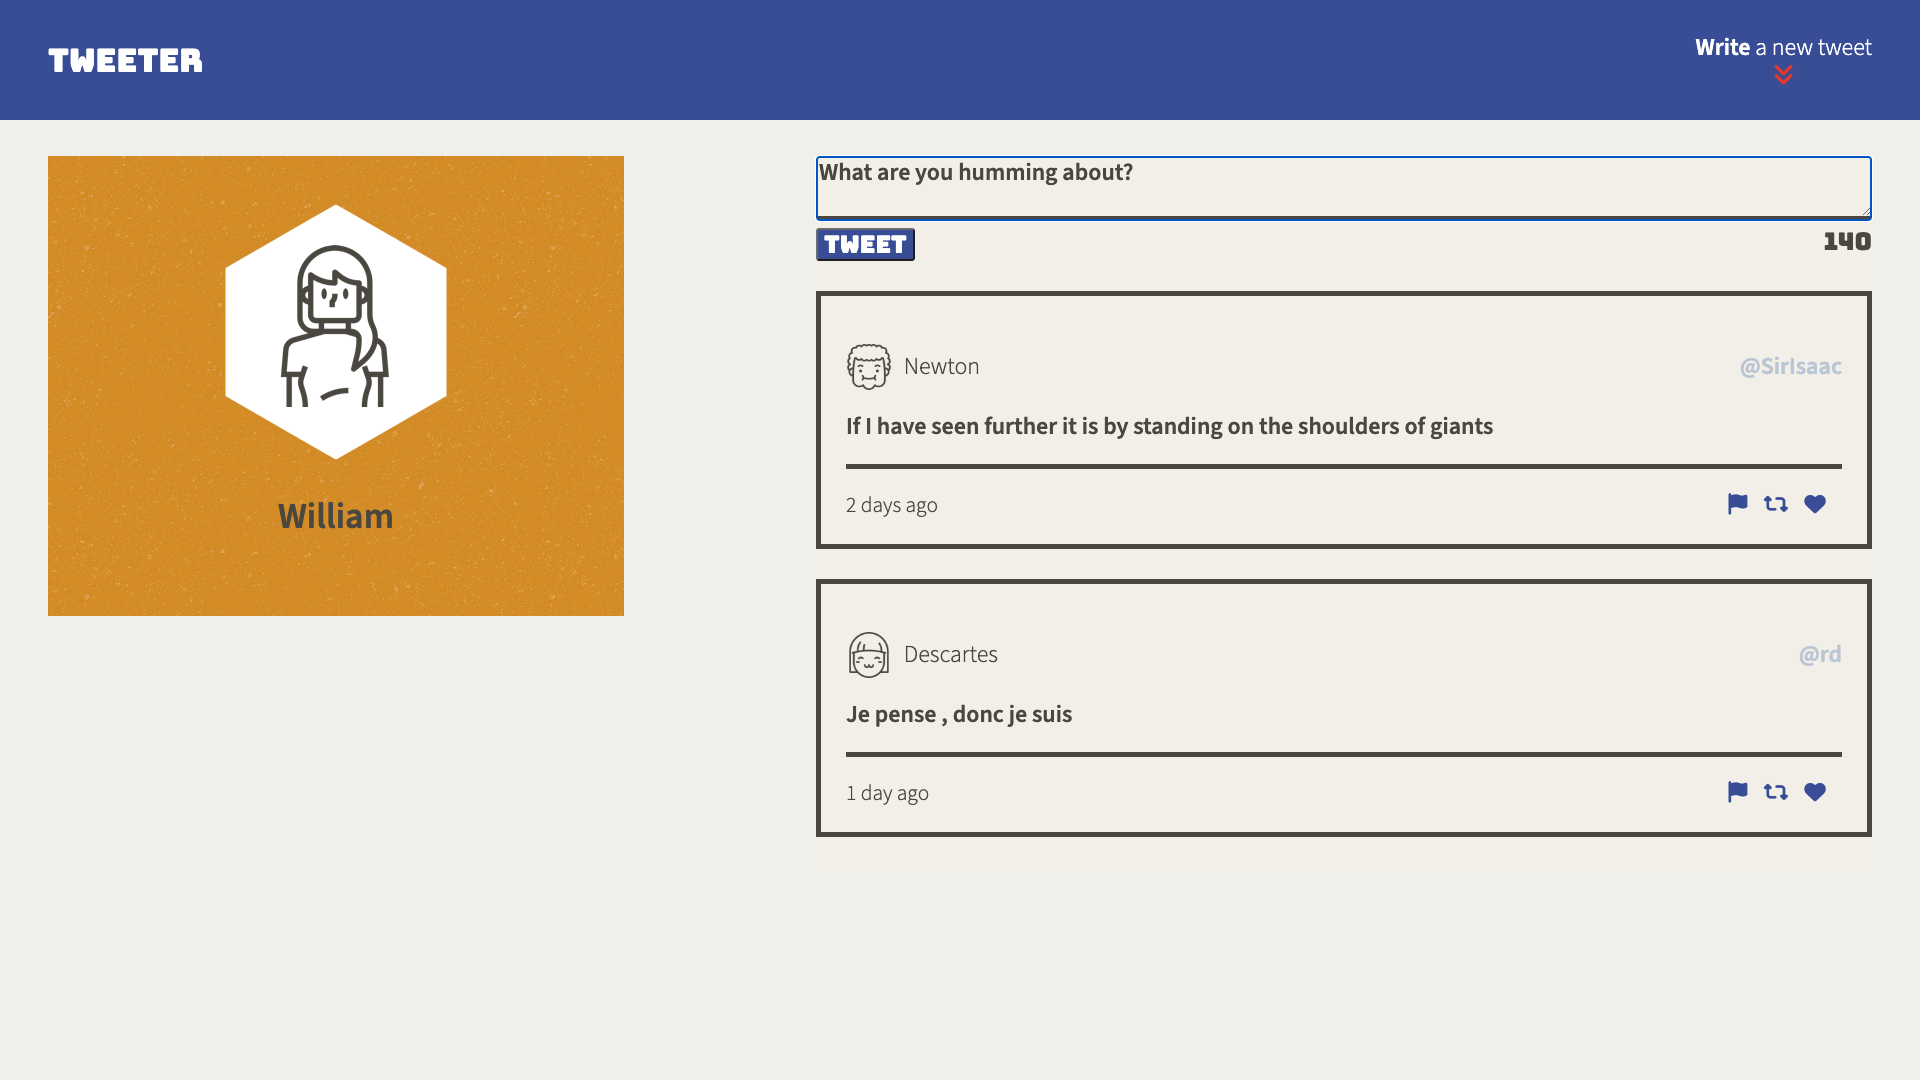 TWEETER
Write a new tweet
William
What are you humming about?
TWEET
140
Newton
@SirIsaac
If I have seen further it is by standing on the shoulders of giants
2 days ago
Descartes
@rd
Je pense , donc je suis
1 day ago